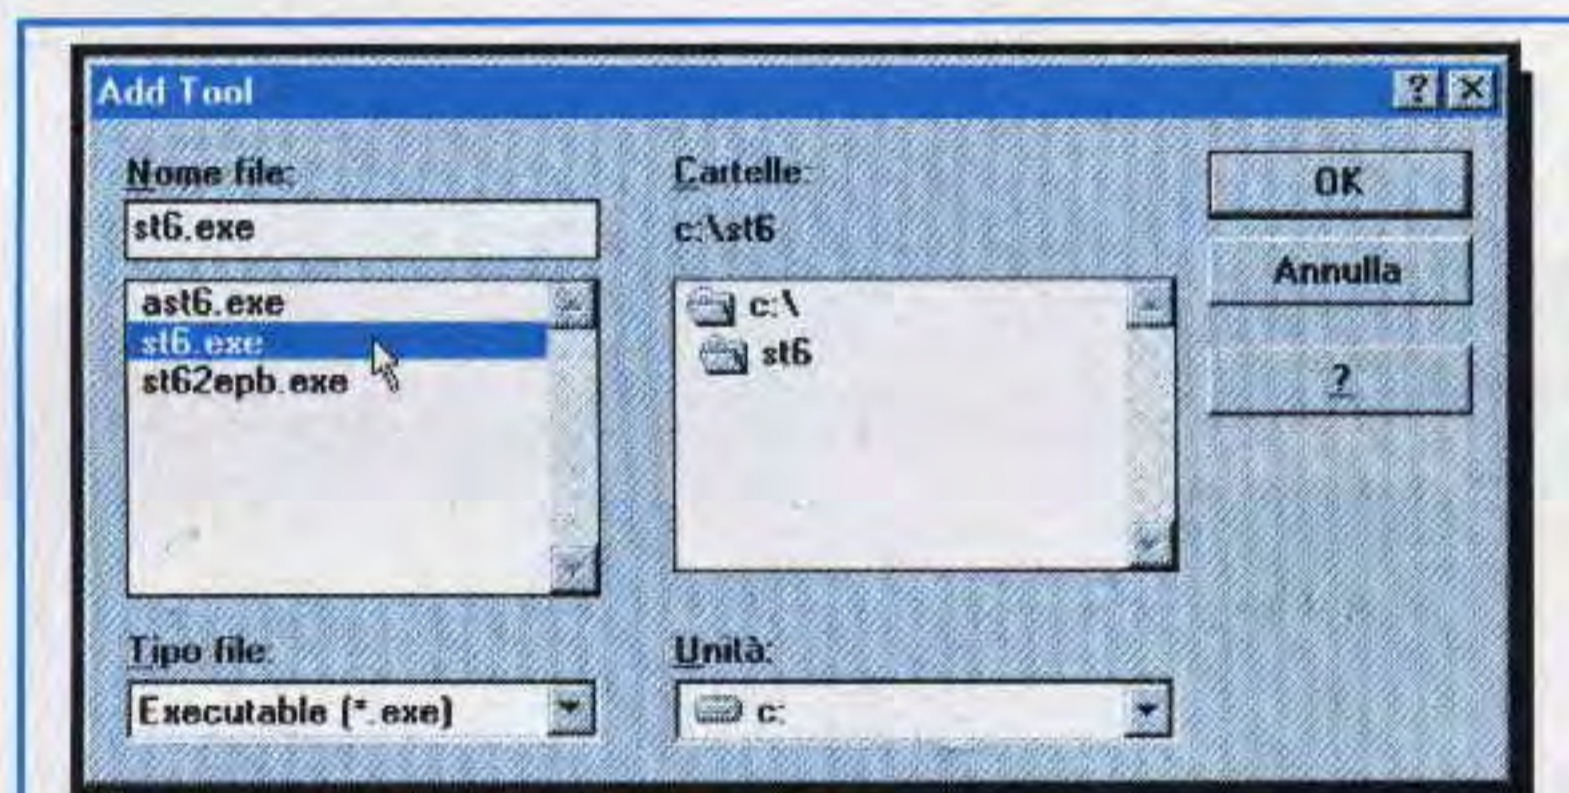 Add Tool
? ×
Nome file:
st6.exe
ast6.exe
st6.exe
st62epb.exe
Tipo file:
Executable (*.exe)
Cartelle:
c:\st6
c:\
st6
Unità:
c:
OK
Annulla
?